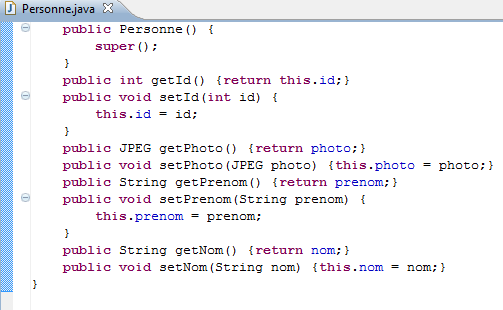 Personne.java
public Personne() {
super();
}
public int getId() {return this.id;}
public void setId(int id) {
this.id = id;
}
public JPEG getPhoto() {return photo;}
public void setPhoto(JPEG photo) {this.photo = photo;}
public String getPrenom() {return prenom;}
public void setPrenom(String prenom) {
this.prenom = prenom;
}
public String getNom() {return nom;}
public void setNom(String nom) {this.nom = nom;}
}